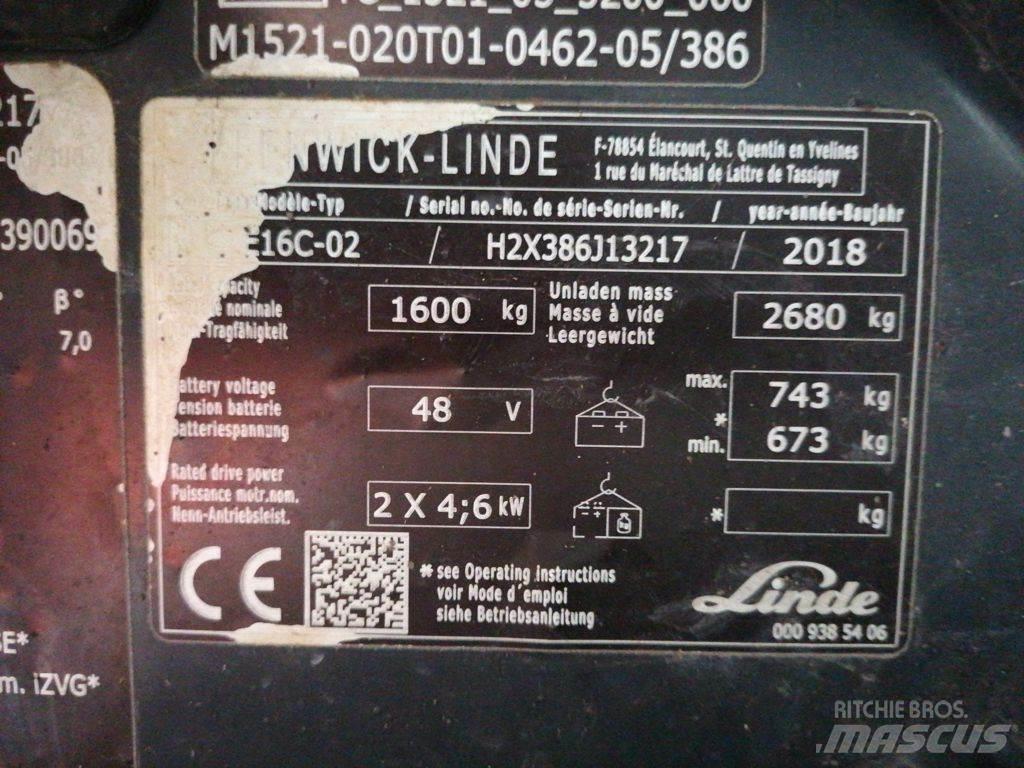 M1521-020T01-0462-05/386
217
390069
β°
7,0
NWICK-LINDE
F-78854 Élancourt, St. Quentin en Yvelines
1 rue du Maréchal de Lattre de Tassigny
Modèle-Typ / Serial no.-No. de série-Serien-Nr. / year-année-Baujahr
E16C-02 / H2X386J13217 / 2018
nominale
-Tragfähigkeit
1600 kg
Unladen mass
Masse à vide
Leergewicht
2680 kg
Battery voltage
Tension batterie
Batteriespannung
48 V
− +
max. 743 kg
*
min. 673 kg
Rated drive power
Puissance motr.nom.
Nenn-Antriebsleist.
2 X 4;6 kW
* kg
CE
* see Operating Instructions
voir Mode d'emploi
siehe Betriebsanleitung
Linde
000 938 54 06
m. iZVG*
RITCHIE BROS.
MASCUS